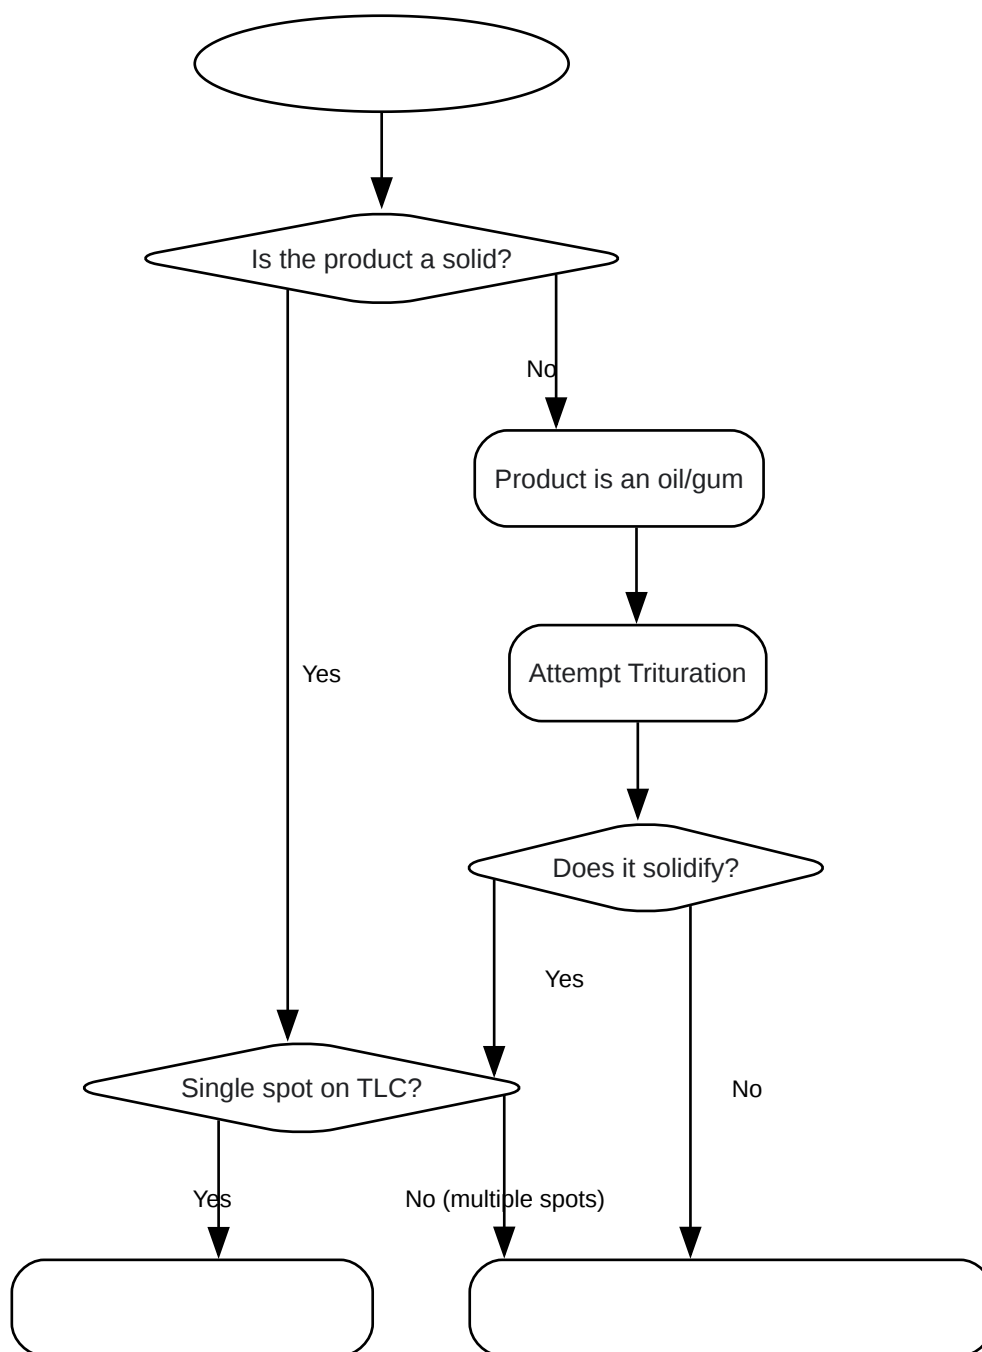 Is the product a solid?
No
Product is an oil/gum
Yes
Attempt Trituration
Does it solidify?
Yes
Single spot on TLC?
No
Yes
No (multiple spots)